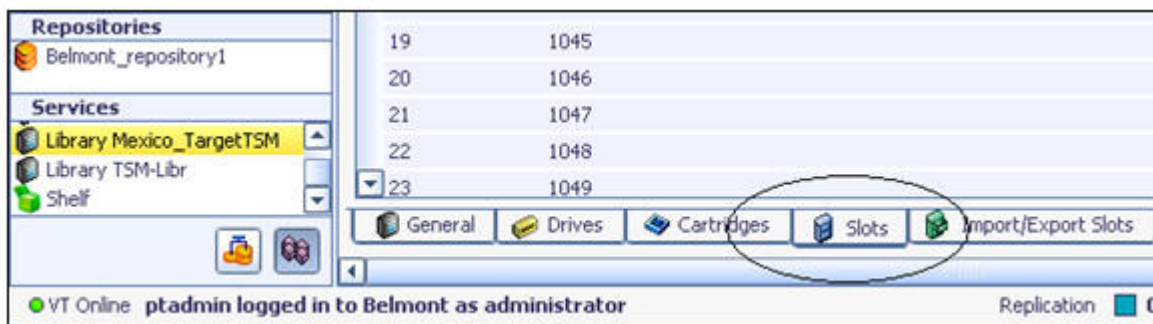 Repositories
Belmont_repository1
Services
Library Mexico_TargetTSM
Library TSM-Libr
Shelf
19 1045
20 1046
21 1047
22 1048
23 1049
General Drives Cartridges Slots Import/Export Slots
VT Online ptadmin logged in to Belmont as administrator Replication